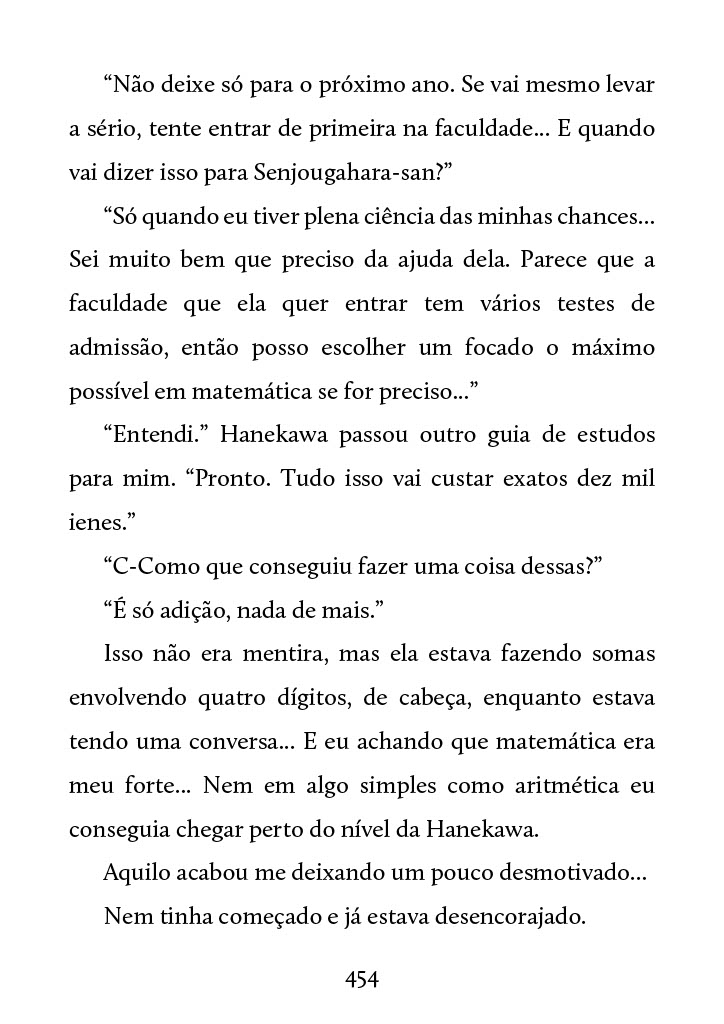 “Não deixe só para o próximo ano. Se vai mesmo levar
a sério, tente entrar de primeira na faculdade... E quando
vai dizer isso para Senjougahara-san?”
“Só quando eu tiver plena ciência das minhas chances...
Sei muito bem que preciso da ajuda dela. Parece que a
faculdade que ela quer entrar tem vários testes de
admissão, então posso escolher um focado o máximo
possível em matemática se for preciso...”
“Entendi.” Hanekawa passou outro guia de estudos
para mim. “Pronto. Tudo isso vai custar exatos dez mil
ienes.”
“C-Como que conseguiu fazer uma coisa dessas?”
“É só adição, nada de mais.”
Isso não era mentira, mas ela estava fazendo somas
envolvendo quatro dígitos, de cabeça, enquanto estava
tendo uma conversa... E eu achando que matemática era
meu forte... Nem em algo simples como aritmética eu
conseguia chegar perto do nível da Hanekawa.
Aquilo acabou me deixando um pouco desmotivado...
Nem tinha começado e já estava desencorajado.
454